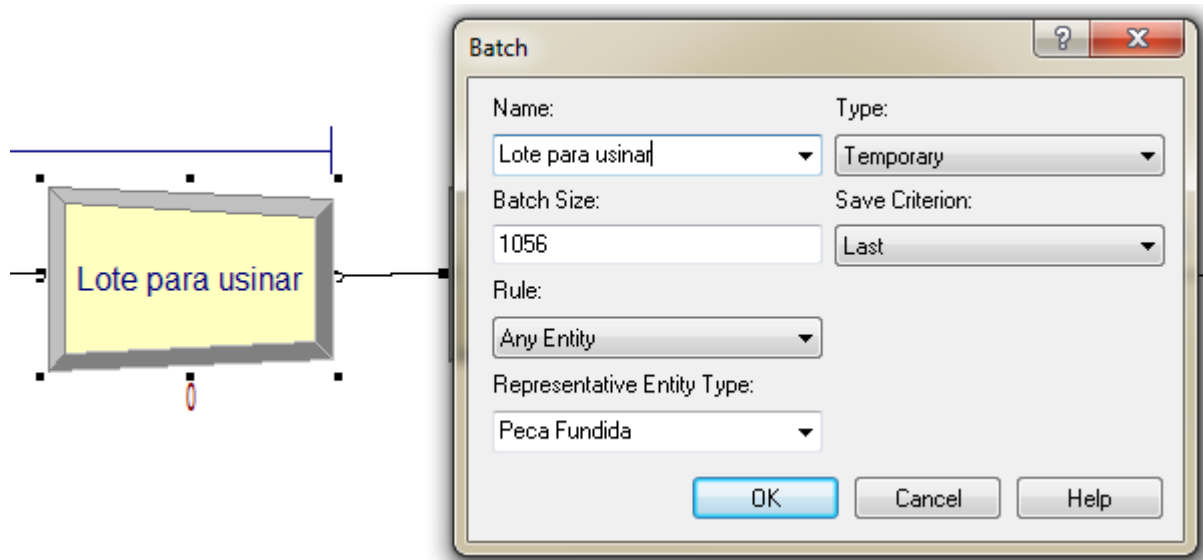 Lote para usinar
0
Batch
?
X
Name:
Type:
Lote para usinar
Temporary
Batch Size:
Save Criterion:
1056
Last
Rule:
Any Entity
Representative Entity Type:
Peca Fundida
OK
Cancel
Help